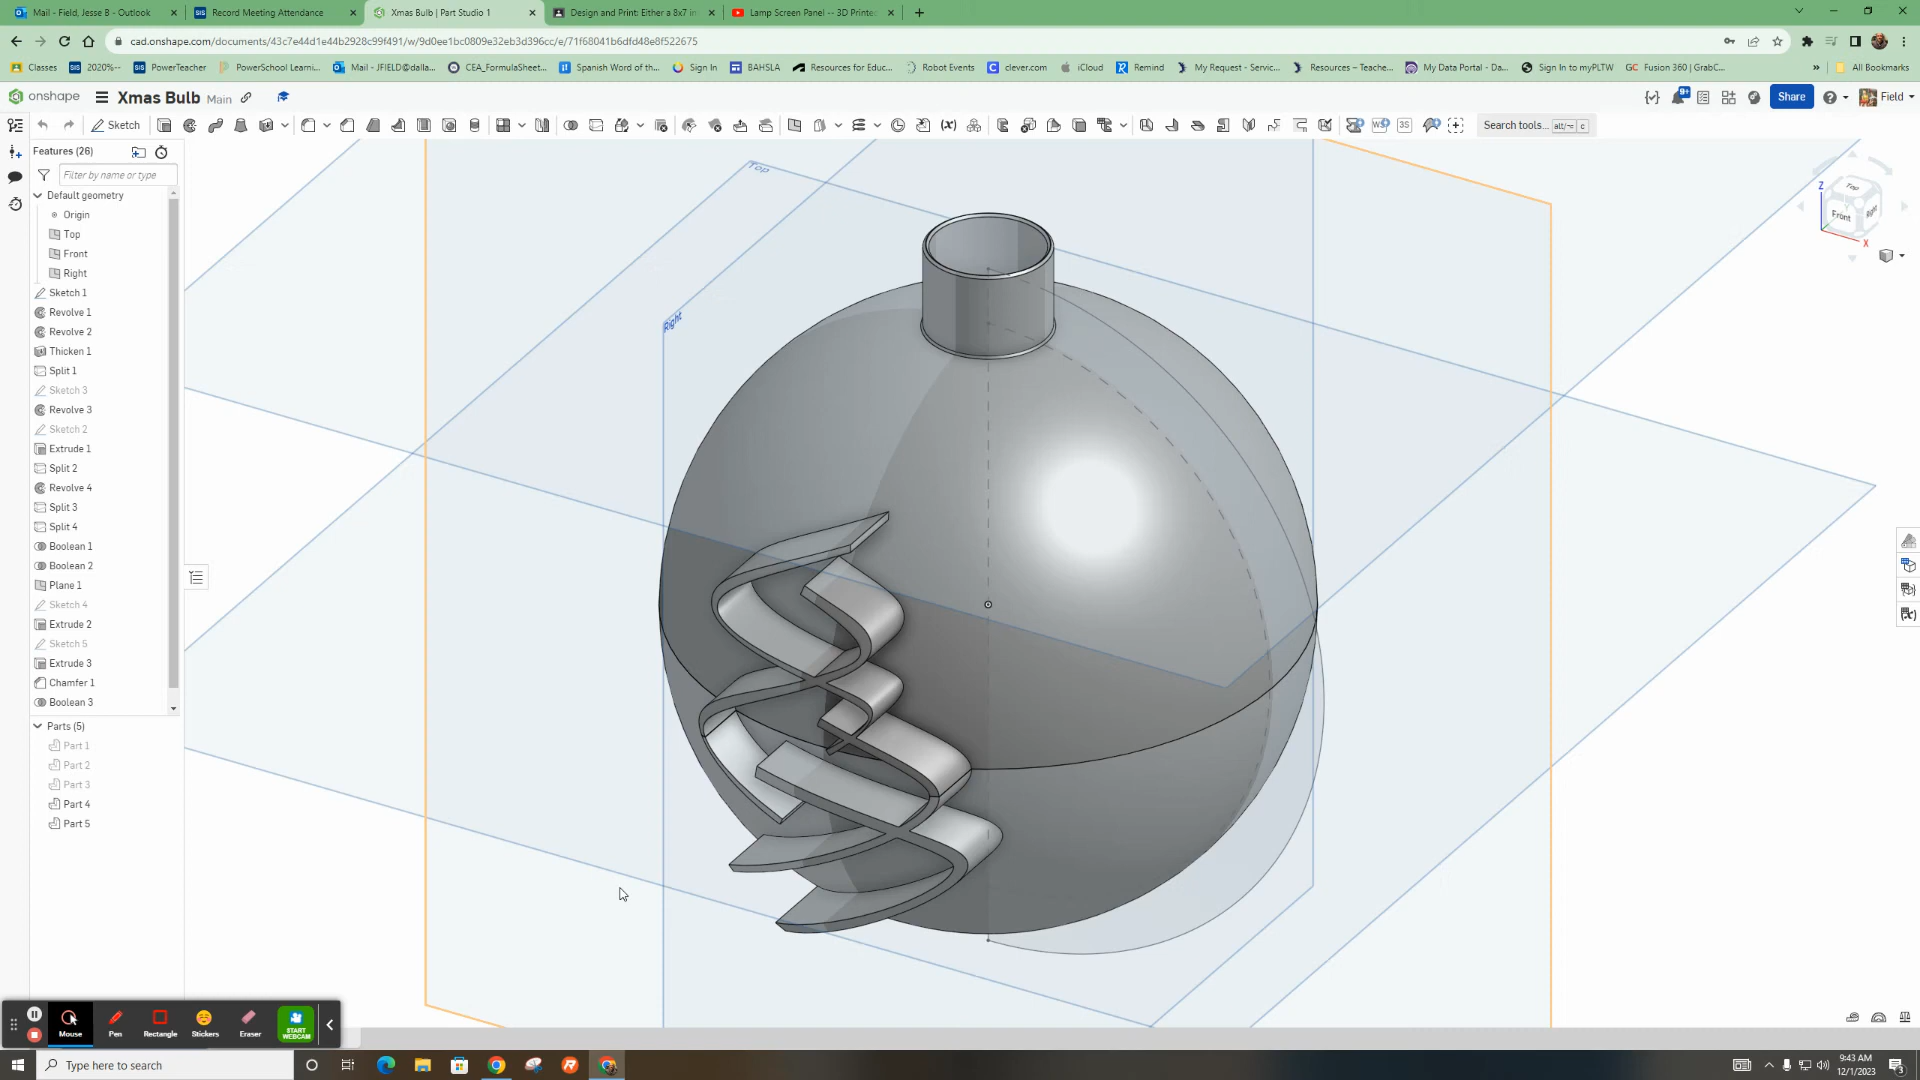 Mail - Field, Jesse B - Outlook
Record Meeting Attendance
Xmas Bulb | Part Studio 1
Design and Print: Either a 8x7 in
Lamp Screen Panel -- 3D Printe
cad.onshape.com/documents/43c7e44d1e44b2928c99f491/w/9d0ee1bc0809e32eb3d396cc/e/71f68041b6dfd48e8f522675
Classes
2020%--
PowerTeacher
PowerSchool Learni...
Mail - JFIELD@dalla...
CEA_FormulaSheet...
Spanish Word of th...
Sign In
BAHSLA
Resources for Educ...
Robot Events
clever.com
iCloud
Remind
My Request - Servic...
Resources – Teache...
My Data Portal - Da...
Sign In to myPLTW
GC Fusion 360 | GrabC...
»
All Bookmarks
onshape
Xmas Bulb Main
9+
Share
Field
Sketch
Search tools... alt/⌥ c
Features (26)
Filter by name or type
Default geometry
Origin
Top
Front
Right
Sketch 1
Revolve 1
Revolve 2
Thicken 1
Split 1
Sketch 3
Revolve 3
Sketch 2
Extrude 1
Split 2
Revolve 4
Split 3
Split 4
Boolean 1
Boolean 2
Plane 1
Sketch 4
Extrude 2
Sketch 5
Extrude 3
Chamfer 1
Boolean 3
Parts (5)
Part 1
Part 2
Part 3
Part 4
Part 5
Top
Right
Z
Top
Front
Right
X
Mouse
Pen
Rectangle
Stickers
Eraser
START WEBCAM
Type here to search
9:43 AM
12/1/2023